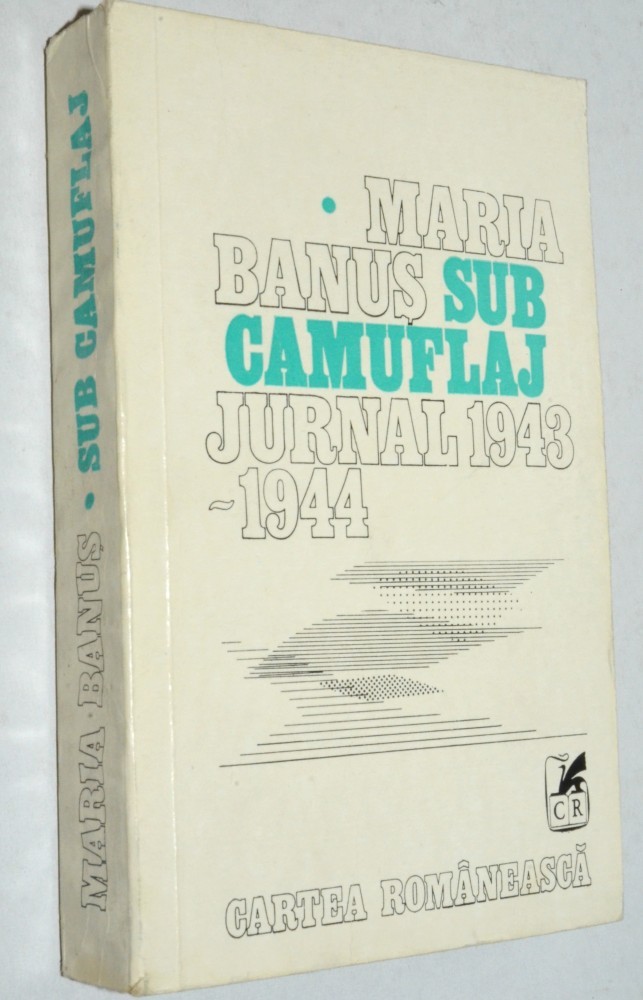 • MARIA
BANUȘ SUB
CAMUFLAJ
JURNAL 1943
~1944
CR
CARTEA ROMÂNEASCĂ
MARIA · BANUȘ • SUB CAMUFLAJ